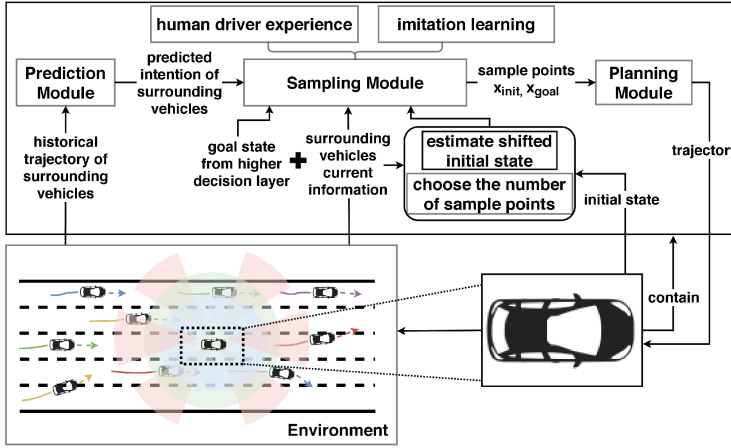 human driver experience
imitation learning
Prediction
Module
predicted
intention of
surrounding
vehicles
Sampling Module
sample points
x_init, x_goal
Planning
Module
historical
trajectory of
surrounding
vehicles
goal state
from higher
decision layer
+
surrounding
vehicles
current
information
estimate shifted
initial state
choose the number
of sample points
trajectory
initial state
contain
Environment